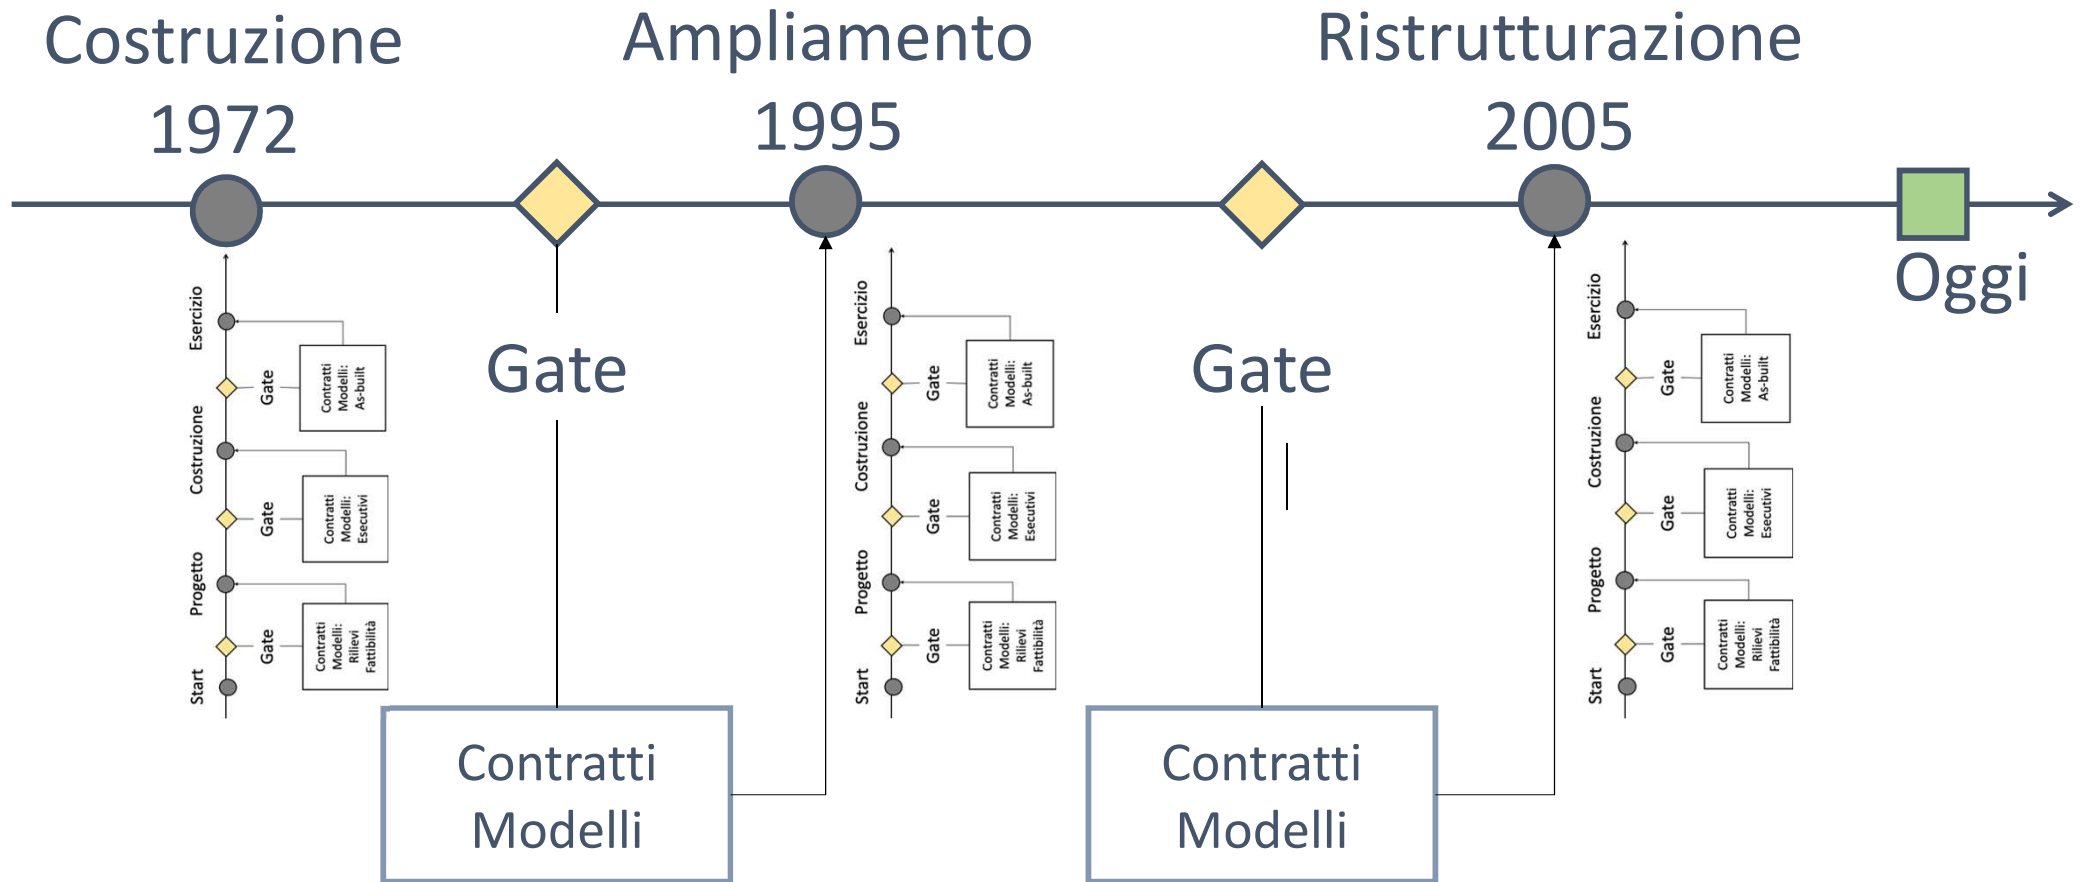 Costruzione
1972
Ampliamento
1995
Ristrutturazione
2005
Oggi
Gate
Contratti
Modelli
Gate
Contratti
Modelli
Start
Gate
Contratti
Modelli:
Rilievi
Fattibilità
Progetto
Gate
Contratti
Modelli:
Esecutivi
Costruzione
Gate
Contratti
Modelli:
As-built
Esercizio
Start
Gate
Contratti
Modelli:
Rilievi
Fattibilità
Progetto
Gate
Contratti
Modelli:
Esecutivi
Costruzione
Gate
Contratti
Modelli:
As-built
Esercizio
Start
Gate
Contratti
Modelli:
Rilievi
Fattibilità
Progetto
Gate
Contratti
Modelli:
Esecutivi
Costruzione
Gate
Contratti
Modelli:
As-built
Esercizio